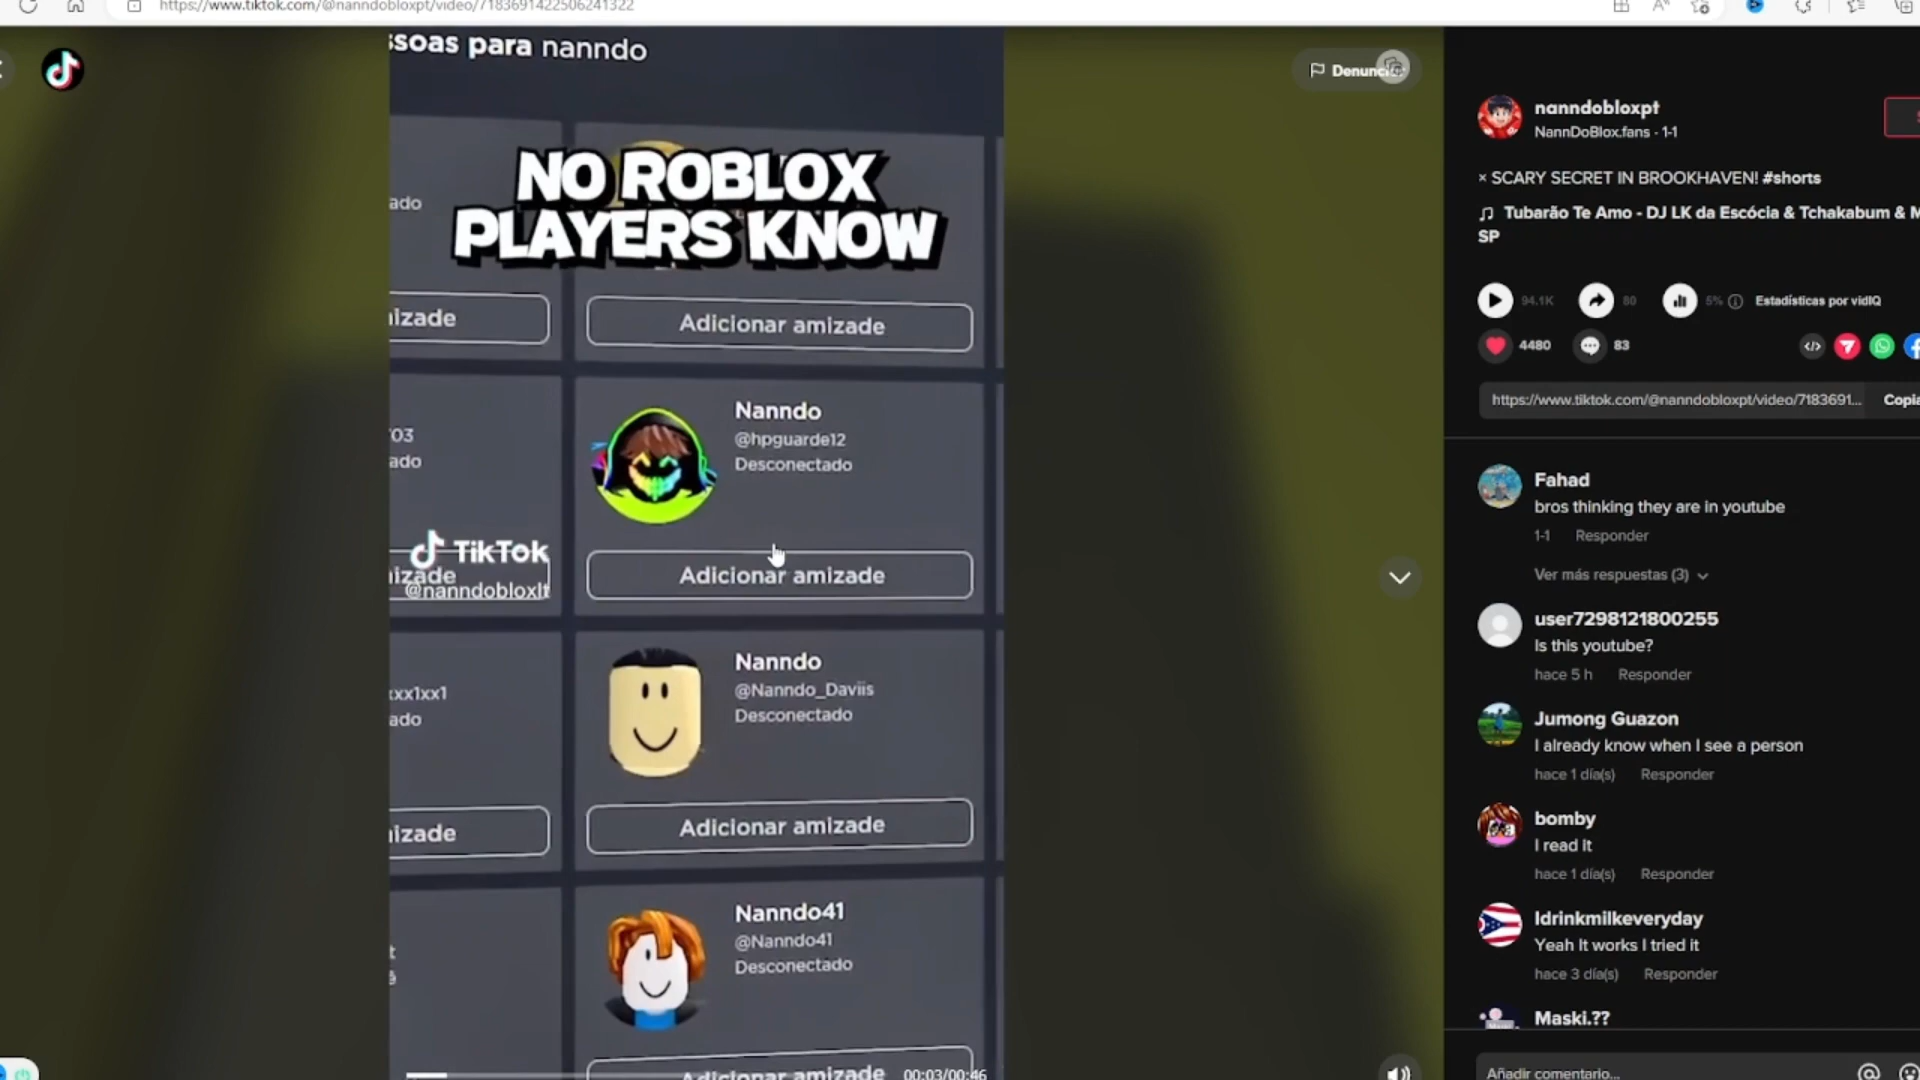 https://www.tiktok.com/@nanndobloxpt/video/7183691422506241322
ssoas para nanndo
Denunciar
NO ROBLOX
PLAYERS KNOW
ado
izade
Adicionar amizade
Nanndo
@hpguarde12
Desconectado
03
ado
TikTok
@nanndobloxlt
izade
Adicionar amizade
Nanndo
@Nanndo_Daviis
Desconectado
xx1xx1
ado
nizade
Adicionar amizade
Nanndo41
@Nanndo41
Desconectado
Adicionar amizade
00:03/00:46
nanndobloxpt
NannDoBlox.fans · 1-1
× SCARY SECRET IN BROOKHAVEN! #shorts
Tubarão Te Amo - DJ LK da Escócia & Tchakabum & M
SP
94.1K
80
5%
Estadísticas por vidIQ
4480
83
https://www.tiktok.com/@nanndobloxpt/video/7183691...
Copia
Fahad
bros thinking they are in youtube
1-1 Responder
Ver más respuestas (3)
user7298121800255
Is this youtube?
hace 5 h Responder
Jumong Guazon
I already know when I see a person
hace 1 día(s) Responder
bomby
I read it
hace 1 día(s) Responder
Idrinkmilkeveryday
Yeah It works I tried it
hace 3 día(s) Responder
Maski.??
Añadir comentario...